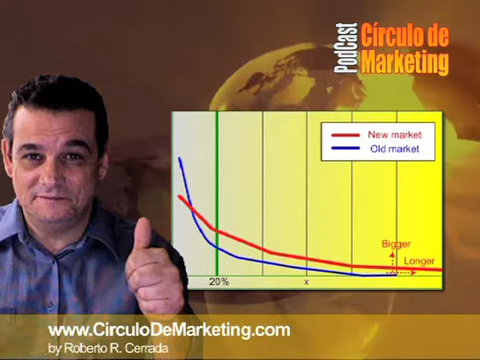 PodCast
Círculo de
Marketing
New market
Old market
Bigger
Longer
20%
x
www.CirculoDeMarketing.com
by Roberto R. Cerrada